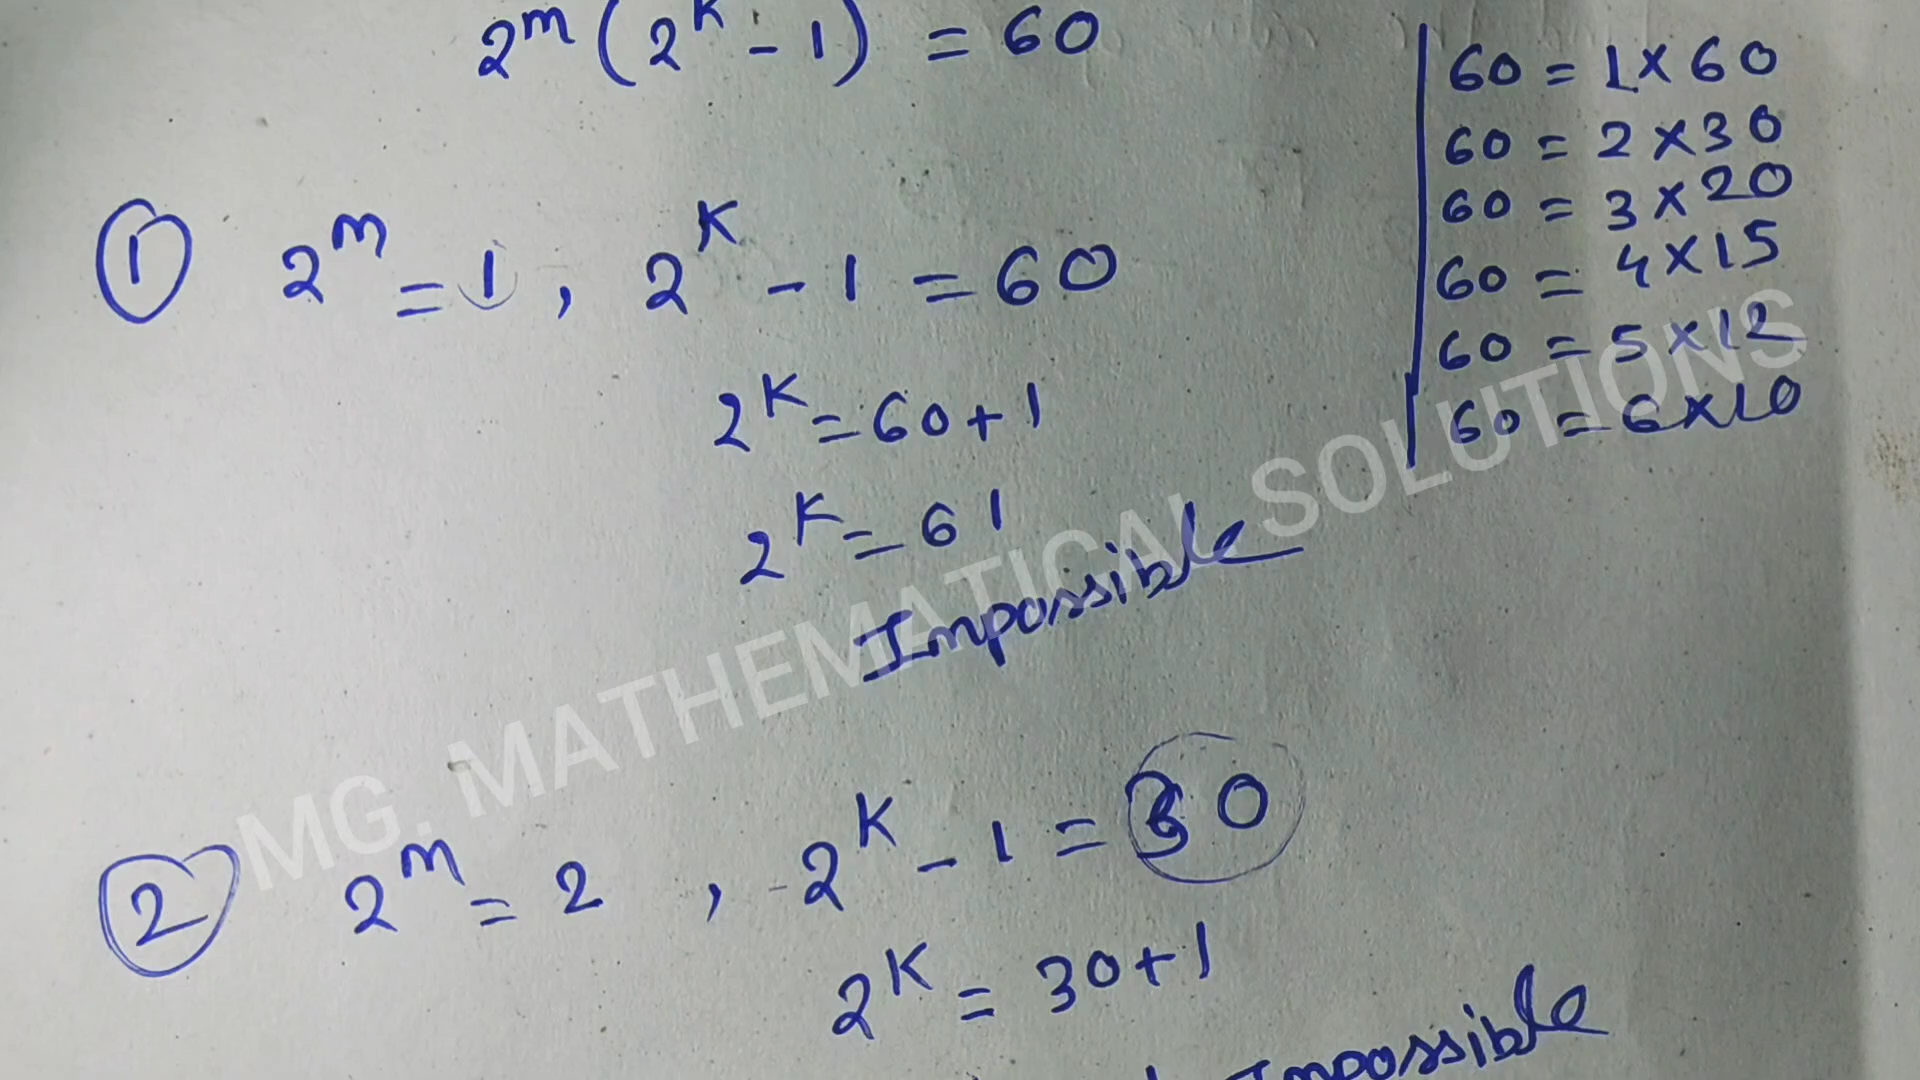 2^m (2^k - 1) = 60
60 = 1 × 60
60 = 2 × 30
60 = 3 × 20
60 = 4 × 15
60 = 5 × 12
60 = 6 × 10
① 2^m = 1, 2^k - 1 = 60
2^k = 60 + 1
2^k = 61
Impossible
② 2^m = 2, 2^k - 1 = 30
2^k = 30 + 1
Impossible
MG. MATHEMATICAL SOLUTIONS